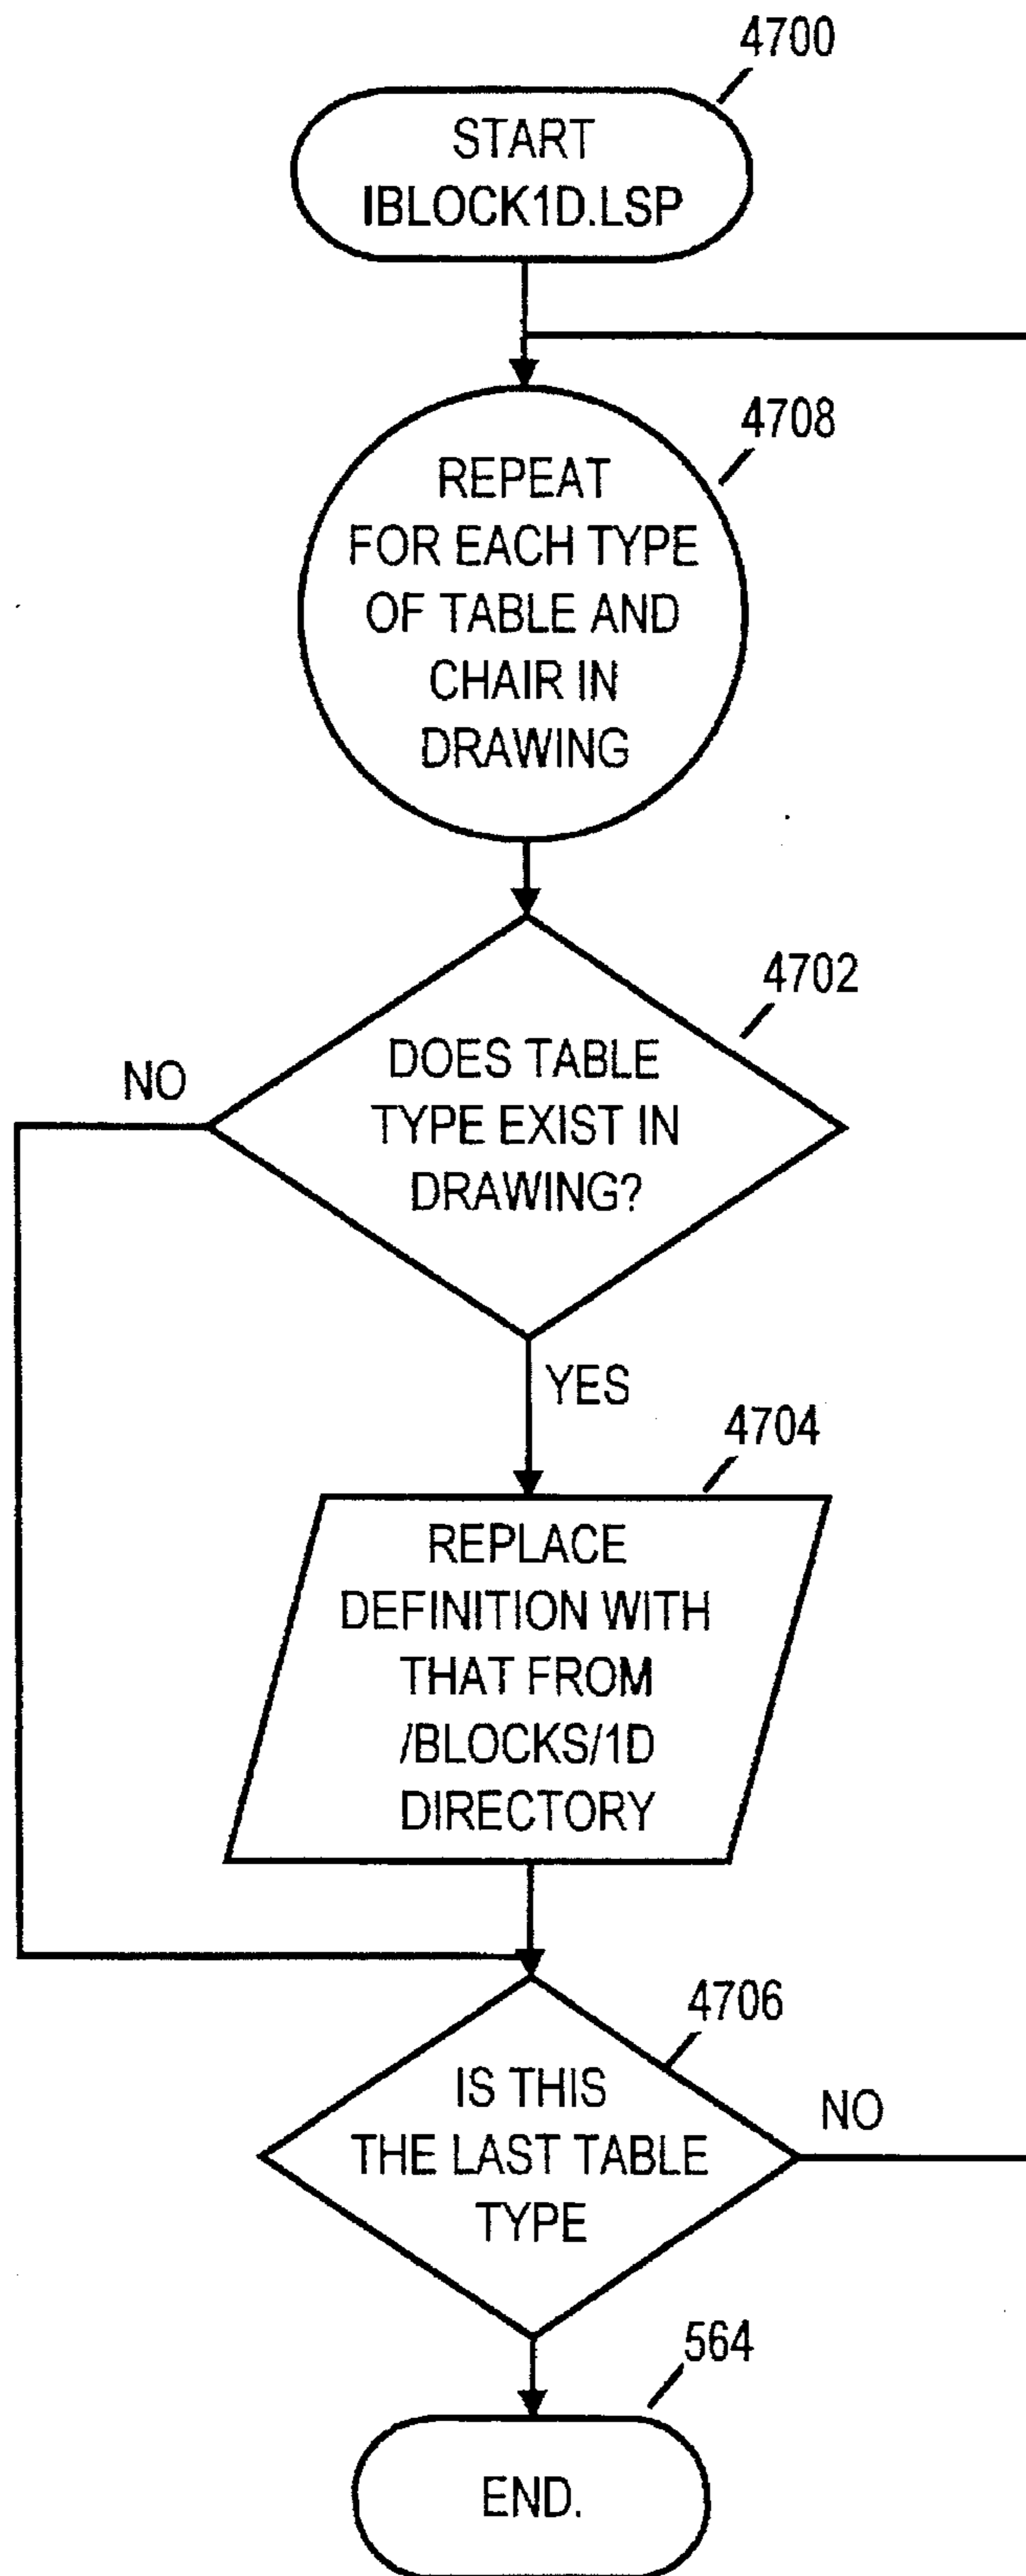 4700
START
IBLOCK1D.LSP
4708
REPEAT
FOR EACH TYPE
OF TABLE AND
CHAIR IN
DRAWING
4702
NO
DOES TABLE
TYPE EXIST IN
DRAWING?
YES
4704
REPLACE
DEFINITION WITH
THAT FROM
/BLOCKS/1D
DIRECTORY
4706
IS THIS
THE LAST TABLE
TYPE
NO
564
END.